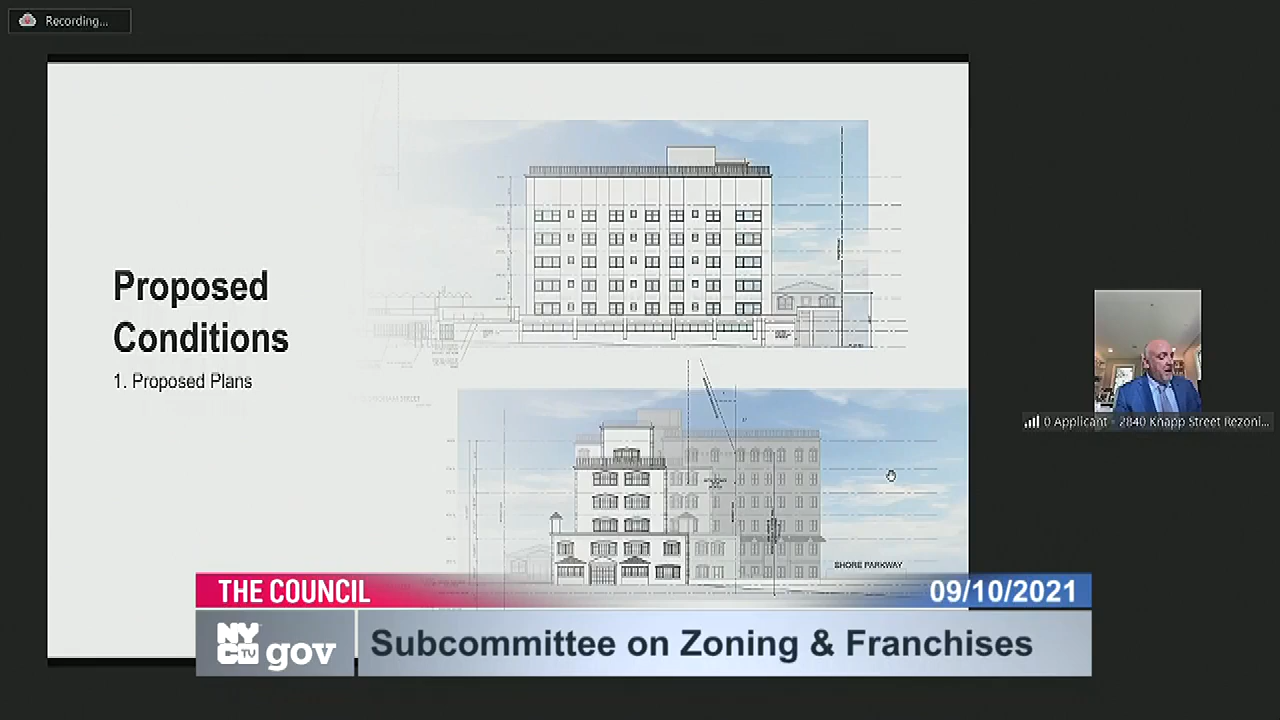 Recording...
Proposed
Conditions
1. Proposed Plans
SHORE PARKWAY
0 Applicant - 2840 Knapp Street Rezoni...
THE COUNCIL
09/10/2021
NYC TV gov
Subcommittee on Zoning & Franchises